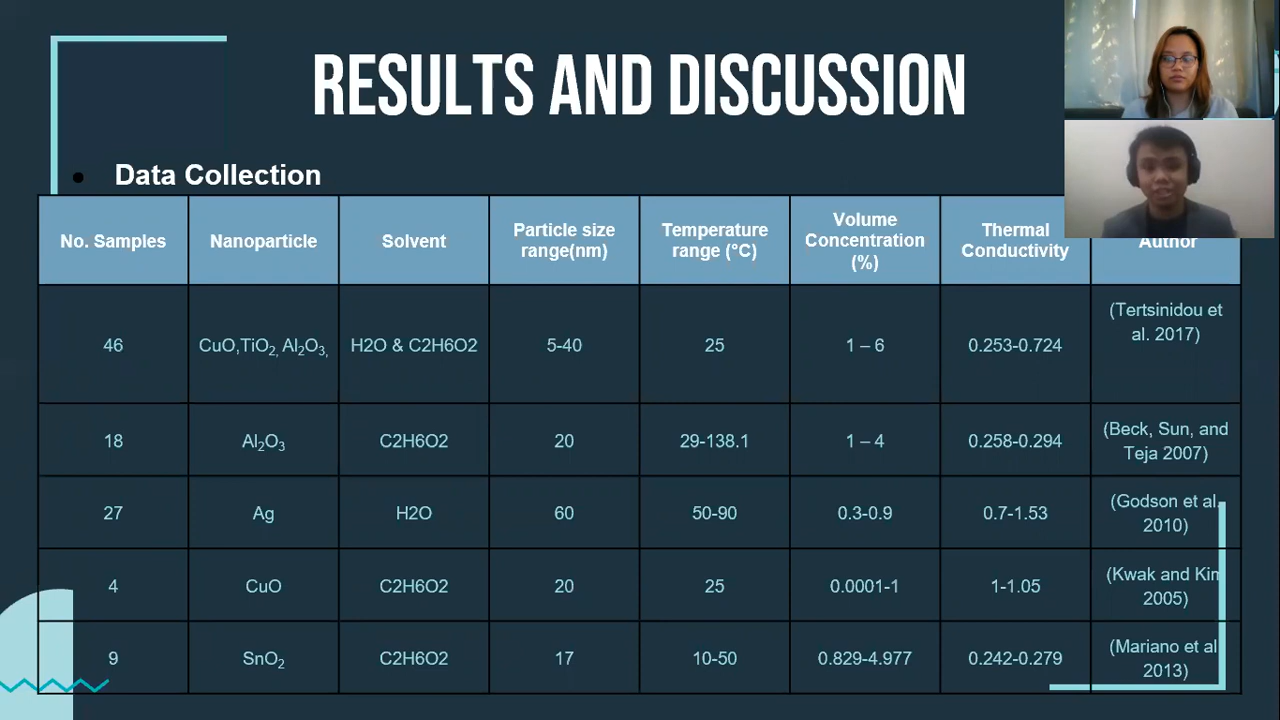 RESULTS AND DISCUSSION
• Data Collection
No. Samples
Nanoparticle
Solvent
Particle size
range(nm)
Temperature
range (°C)
Volume
Concentration
(%)
Thermal
Conductivity
Author
46
CuO,TiO₂, Al₂O₃,
H2O & C2H6O2
5-40
25
1 – 6
0.253-0.724
(Tertsinidou et
al. 2017)
18
Al₂O₃
C2H6O2
20
29-138.1
1 – 4
0.258-0.294
(Beck, Sun, and
Teja 2007)
27
Ag
H2O
60
50-90
0.3-0.9
0.7-1.53
(Godson et al.
2010)
4
CuO
C2H6O2
20
25
0.0001-1
1-1.05
(Kwak and Kim
2005)
9
SnO₂
C2H6O2
17
10-50
0.829-4.977
0.242-0.279
(Mariano et al
2013)